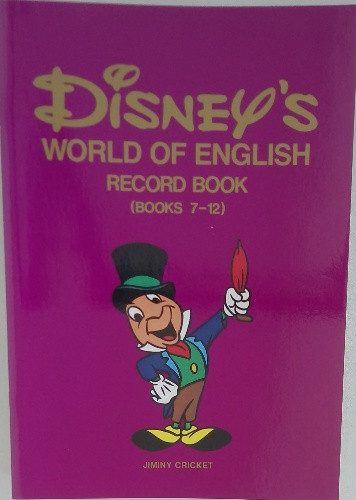 DISNEY'S
WORLD OF ENGLISH
RECORD BOOK
(BOOKS 7-12)
JIMINY CRICKET